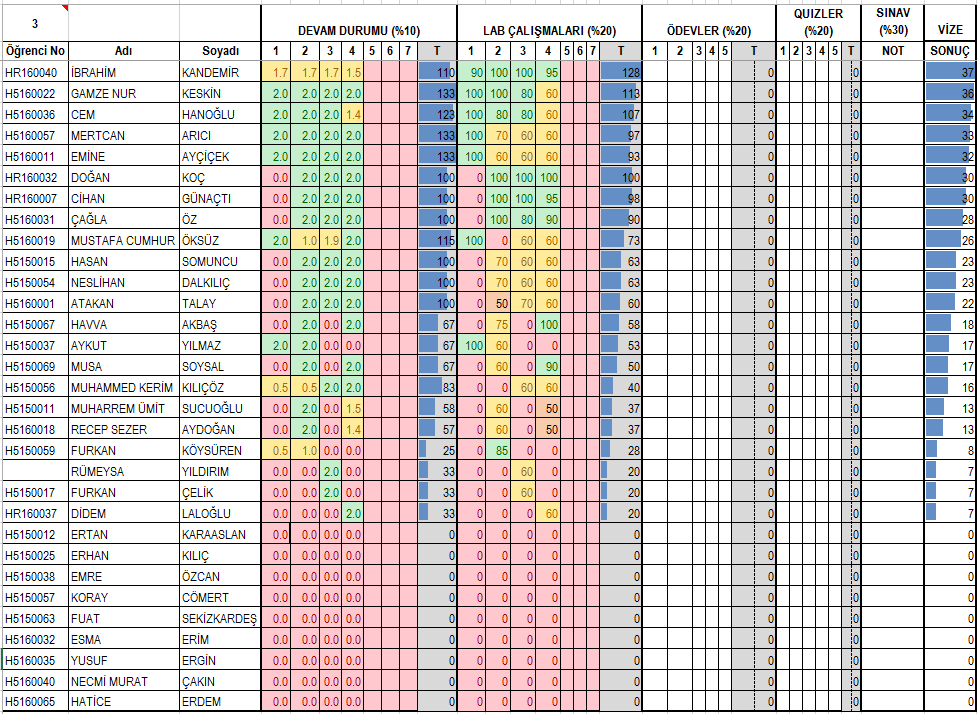 3 DEVAM DURUMU (%10) LAB ÇALIŞMALARI (%20) ÖDEVLER (%20) QUIZLER (%20) SINAV (%30) VİZE
Öğrenci No Adı Soyadı 1 2 3 4 5 6 7 T 1 2 3 4 5 6 7 T 1 2 3 4 5 T 1 2 3 4 5 T NOT SONUÇ
HR160040 İBRAHİM KANDEMİR 1.7 1.7 1.7 1.5 110 90 100 100 95 128 0 0 37
H5160022 GAMZE NUR KESKİN 2.0 2.0 2.0 2.0 133 100 100 80 60 113 0 0 36
H5160036 CEM HANOĞLU 2.0 2.0 2.0 1.4 123 100 80 80 60 107 0 0 34
H5160057 MERTCAN ARICI 2.0 2.0 2.0 2.0 133 100 70 60 60 97 0 0 33
H5160011 EMİNE AYÇİÇEK 2.0 2.0 2.0 2.0 133 100 60 60 60 93 0 0 32
HR160032 DOĞAN KOÇ 0.0 2.0 2.0 2.0 100 0 100 100 100 100 0 0 30
HR160007 CİHAN GÜNAÇTI 0.0 2.0 2.0 2.0 100 0 100 100 95 98 0 0 30
H5160031 ÇAĞLA ÖZ 0.0 2.0 2.0 2.0 100 0 100 80 90 90 0 0 28
H5160019 MUSTAFA CUMHUR ÖKSÜZ 2.0 1.0 1.9 2.0 115 100 0 60 60 73 0 0 26
H5150015 HASAN SOMUNCU 0.0 2.0 2.0 2.0 100 0 70 60 60 63 0 0 23
H5150054 NESLİHAN DALKILIÇ 0.0 2.0 2.0 2.0 100 0 70 60 60 63 0 0 23
H5160001 ATAKAN TALAY 0.0 2.0 2.0 2.0 100 0 50 70 60 60 0 0 22
H5150067 HAVVA AKBAŞ 0.0 2.0 0.0 2.0 67 0 75 0 100 58 0 0 18
H5150037 AYKUT YILMAZ 2.0 2.0 0.0 0.0 67 100 60 0 0 53 0 0 17
H5150069 MUSA SOYSAL 0.0 2.0 0.0 2.0 67 0 60 0 90 50 0 0 17
H5150056 MUHAMMED KERİM KILIÇÖZ 0.5 0.5 2.0 2.0 83 0 0 60 60 40 0 0 16
H5150011 MUHARREM ÜMİT SUCUOĞLU 0.0 2.0 0.0 1.5 58 0 60 0 50 37 0 0 13
H5160018 RECEP SEZER AYDOĞAN 0.0 2.0 0.0 1.4 57 0 60 0 50 37 0 0 13
H5150059 FURKAN KÖYSÜREN 0.5 1.0 0.0 0.0 25 0 85 0 0 28 0 0 8
RÜMEYSA YILDIRIM 0.0 0.0 2.0 0.0 33 0 0 60 0 20 0 0 7
H5150017 FURKAN ÇELİK 0.0 0.0 2.0 0.0 33 0 0 60 0 20 0 0 7
HR160037 DİDEM LALOĞLU 0.0 0.0 0.0 2.0 33 0 0 0 60 20 0 0 7
H5150012 ERTAN KARAASLAN 0.0 0.0 0.0 0.0 0 0 0 0 0 0 0 0 0
H5150025 ERHAN KILIÇ 0.0 0.0 0.0 0.0 0 0 0 0 0 0 0 0 0
H5150038 EMRE ÖZCAN 0.0 0.0 0.0 0.0 0 0 0 0 0 0 0 0 0
H5150057 KORAY CÖMERT 0.0 0.0 0.0 0.0 0 0 0 0 0 0 0 0 0
H5150063 FUAT SEKİZKARDEŞ 0.0 0.0 0.0 0.0 0 0 0 0 0 0 0 0 0
H5160032 ESMA ERİM 0.0 0.0 0.0 0.0 0 0 0 0 0 0 0 0 0
H5160035 YUSUF ERGİN 0.0 0.0 0.0 0.0 0 0 0 0 0 0 0 0 0
H5160040 NECMİ MURAT ÇAKIN 0.0 0.0 0.0 0.0 0 0 0 0 0 0 0 0 0
H5160065 HATİCE ERDEM 0.0 0.0 0.0 0.0 0 0 0 0 0 0 0 0 0